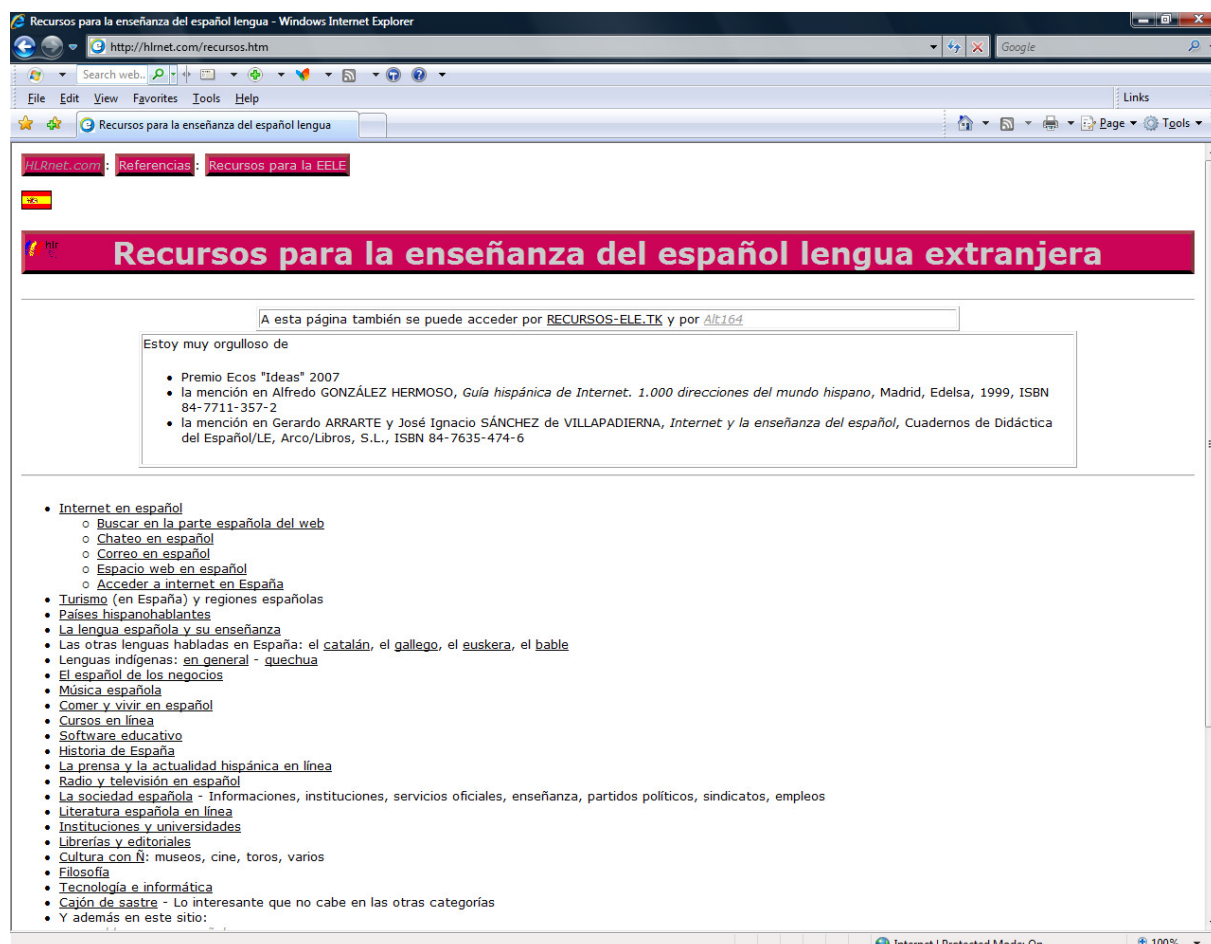 Recursos para la enseñanza del español lengua - Windows Internet Explorer
http://hlrnet.com/recursos.htm
Google
Search web..
File Edit View Favorites Tools Help
Links
Recursos para la enseñanza del español lengua
Page Tools
HLRnet.com : Referencias : Recursos para la EELE
hlr
Recursos para la enseñanza del español lengua extranjera
A esta página también se puede acceder por RECURSOS-ELE.TK y por Alt164
Estoy muy orgulloso de
• Premio Ecos "Ideas" 2007
• la mención en Alfredo GONZÁLEZ HERMOSO, Guía hispánica de Internet. 1.000 direcciones del mundo hispano, Madrid, Edelsa, 1999, ISBN
84-7711-357-2
• la mención en Gerardo ARRARTE y José Ignacio SÁNCHEZ de VILLAPADIERNA, Internet y la enseñanza del español, Cuadernos de Didáctica
del Español/LE, Arco/Libros, S.L., ISBN 84-7635-474-6
• Internet en español
o Buscar en la parte española del web
o Chateo en español
o Correo en español
o Espacio web en español
o Acceder a internet en España
• Turismo (en España) y regiones españolas
• Países hispanohablantes
• La lengua española y su enseñanza
• Las otras lenguas habladas en España: el catalán, el gallego, el euskera, el bable
• Lenguas indígenas: en general - quechua
• El español de los negocios
• Música española
• Comer y vivir en español
• Cursos en línea
• Software educativo
• Historia de España
• La prensa y la actualidad hispánica en línea
• Radio y televisión en español
• La sociedad española - Informaciones, instituciones, servicios oficiales, enseñanza, partidos políticos, sindicatos, empleos
• Literatura española en línea
• Instituciones y universidades
• Librerías y editoriales
• Cultura con Ñ: museos, cine, toros, varios
• Filosofía
• Tecnología e informática
• Cajón de sastre - Lo interesante que no cabe en las otras categorías
• Y además en este sitio:
Internet | Protected Mode: On
100%